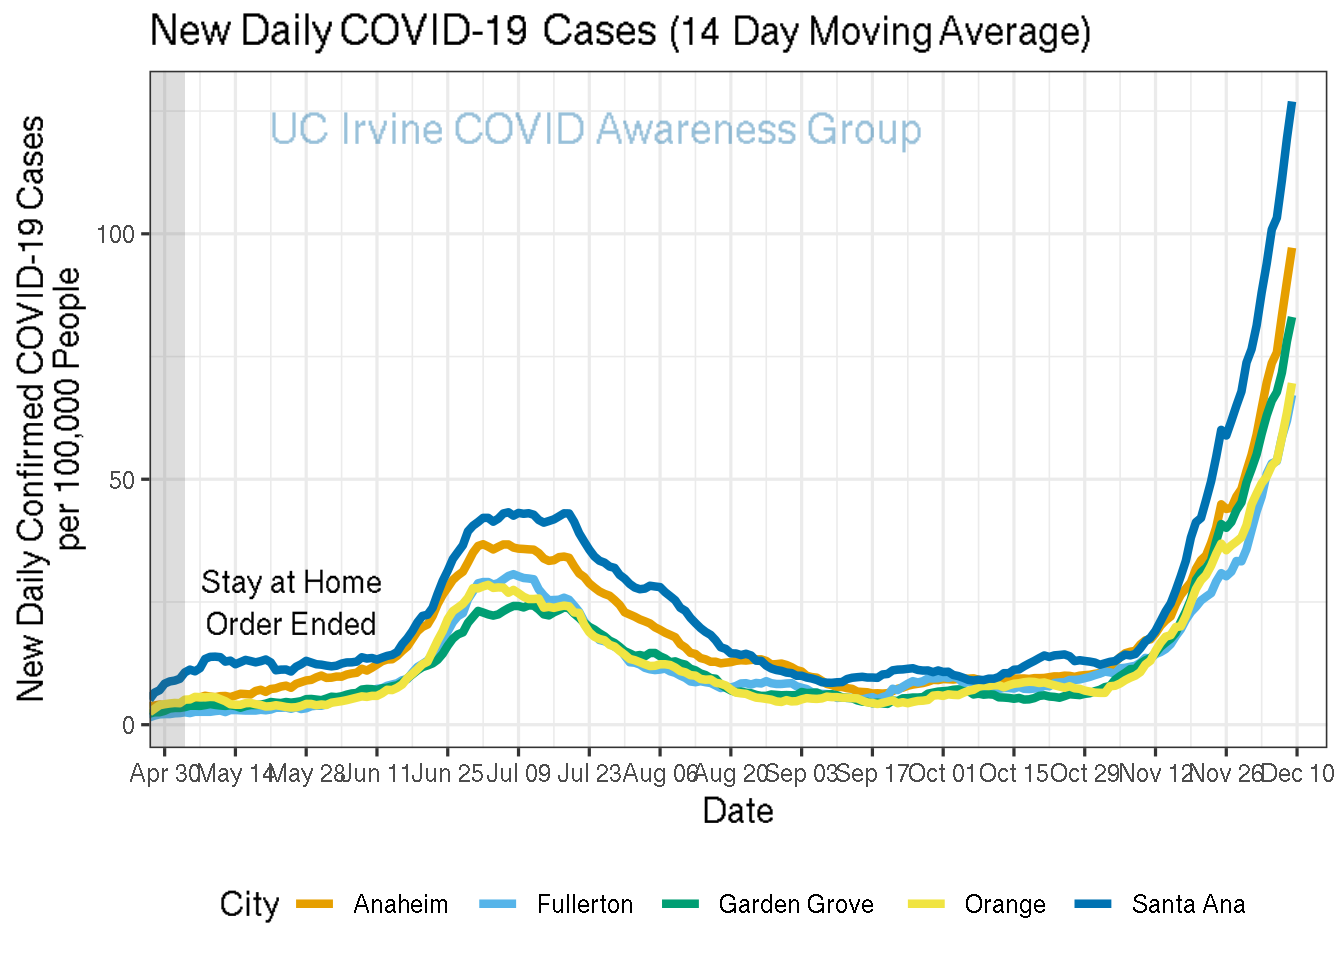 New Daily COVID-19 Cases (14 Day Moving Average)
UC Irvine COVID Awareness Group
New Daily Confirmed COVID-19 Cases
per 100,000 People
100
50
0
Stay at Home
Order Ended
Apr 30 May 14 May 28 Jun 11 Jun 25 Jul 09 Jul 23 Aug 06 Aug 20 Sep 03 Sep 17 Oct 01 Oct 15 Oct 29 Nov 12 Nov 26 Dec 10
Date
City Anaheim Fullerton Garden Grove Orange Santa Ana